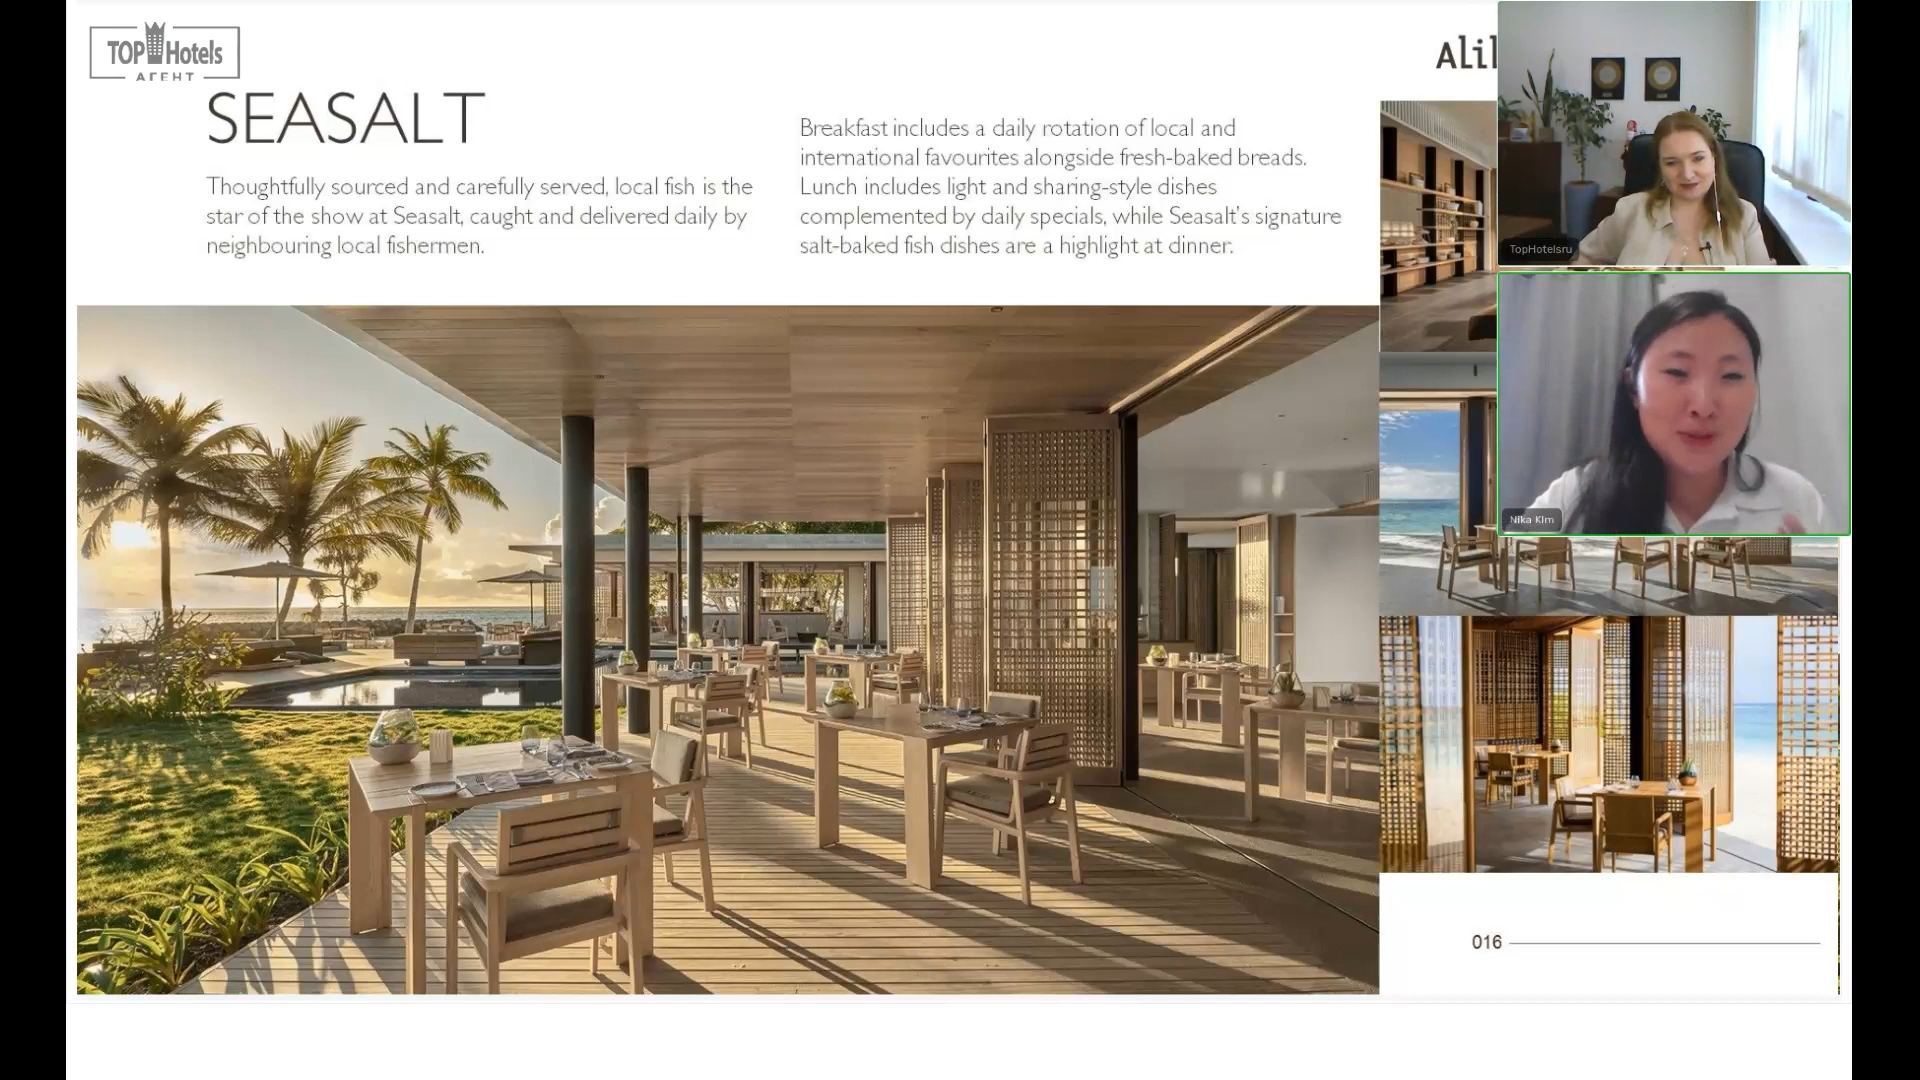 TOP Hotels
АГЕНТ
SEASALT
Thoughtfully sourced and carefully served, local fish is the
star of the show at Seasalt, caught and delivered daily by
neighbouring local fishermen.
Breakfast includes a daily rotation of local and
international favourites alongside fresh-baked breads.
Lunch includes light and sharing-style dishes
complemented by daily specials, while Seasalt's signature
salt-baked fish dishes are a highlight at dinner.
TopHotelsru
Nika Kim
016